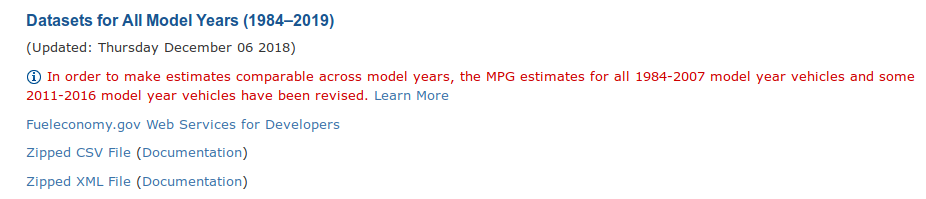 Datasets for All Model Years (1984–2019)
(Updated: Thursday December 06 2018)
In order to make estimates comparable across model years, the MPG estimates for all 1984-2007 model year vehicles and some
2011-2016 model year vehicles have been revised. Learn More
Fueleconomy.gov Web Services for Developers
Zipped CSV File (Documentation)
Zipped XML File (Documentation)